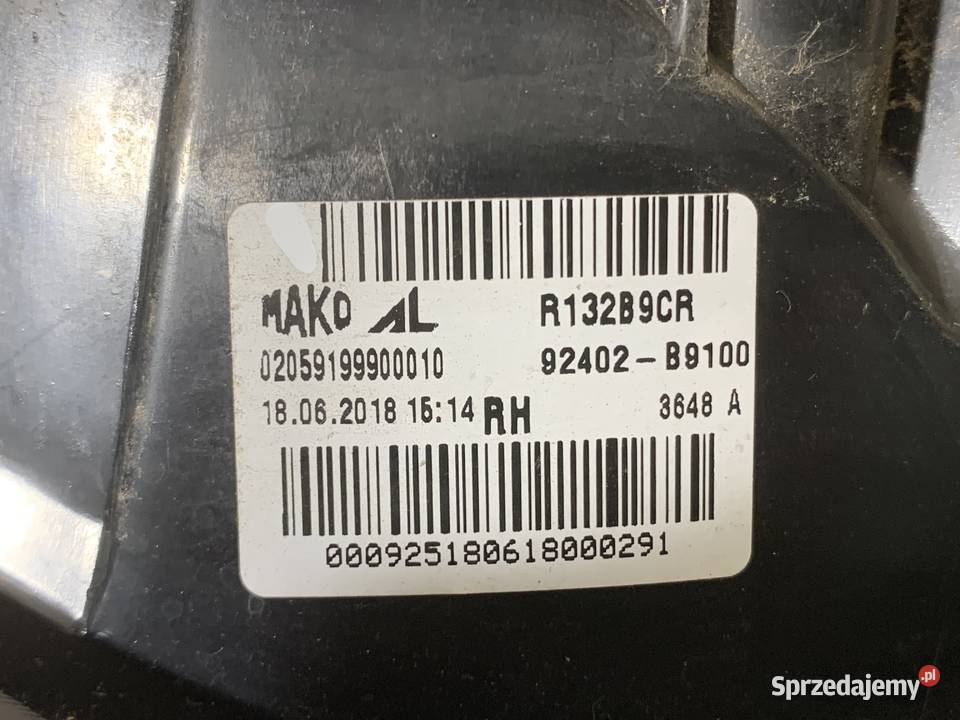 MAKO AL R132B9CR
02059199900010 92402-B9100
18.06.2018 15:14 RH 3648 A
000925180618000291
Sprzedajemy.pl